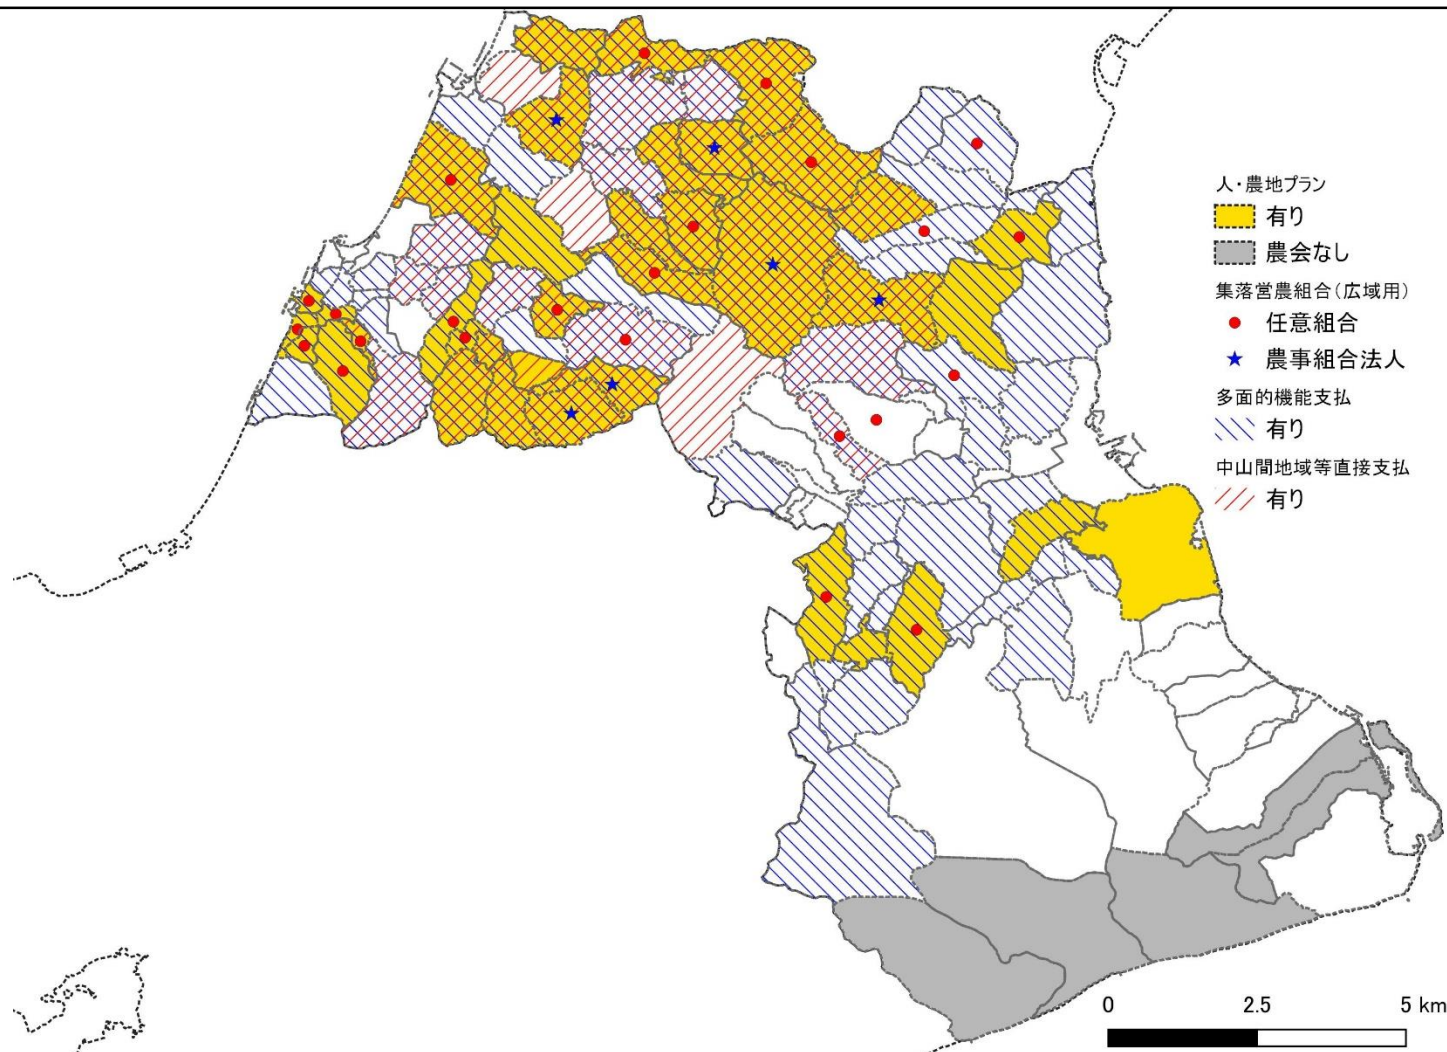 人・農地プラン
有り
農会なし
集落営農組合(広域用)
任意組合
農事組合法人
多面的機能支払
有り
中山間地域等直接支払
有り
0 2.5 5 km